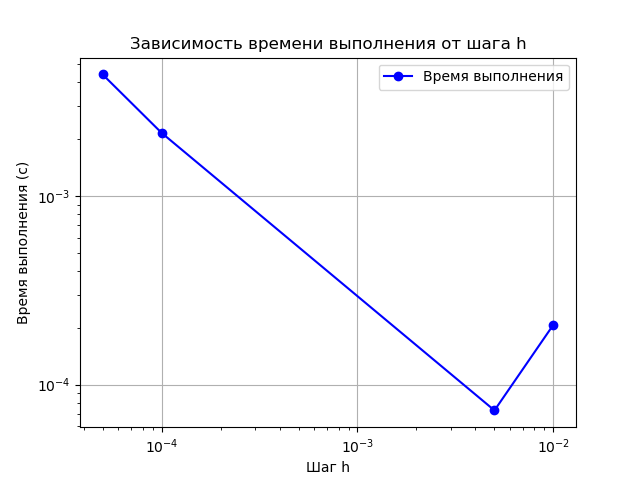 Зависимость времени выполнения от шага h
Время выполнения
Время выполнения (с)
10⁻³
10⁻⁴
10⁻⁴
10⁻³
10⁻²
Шаг h